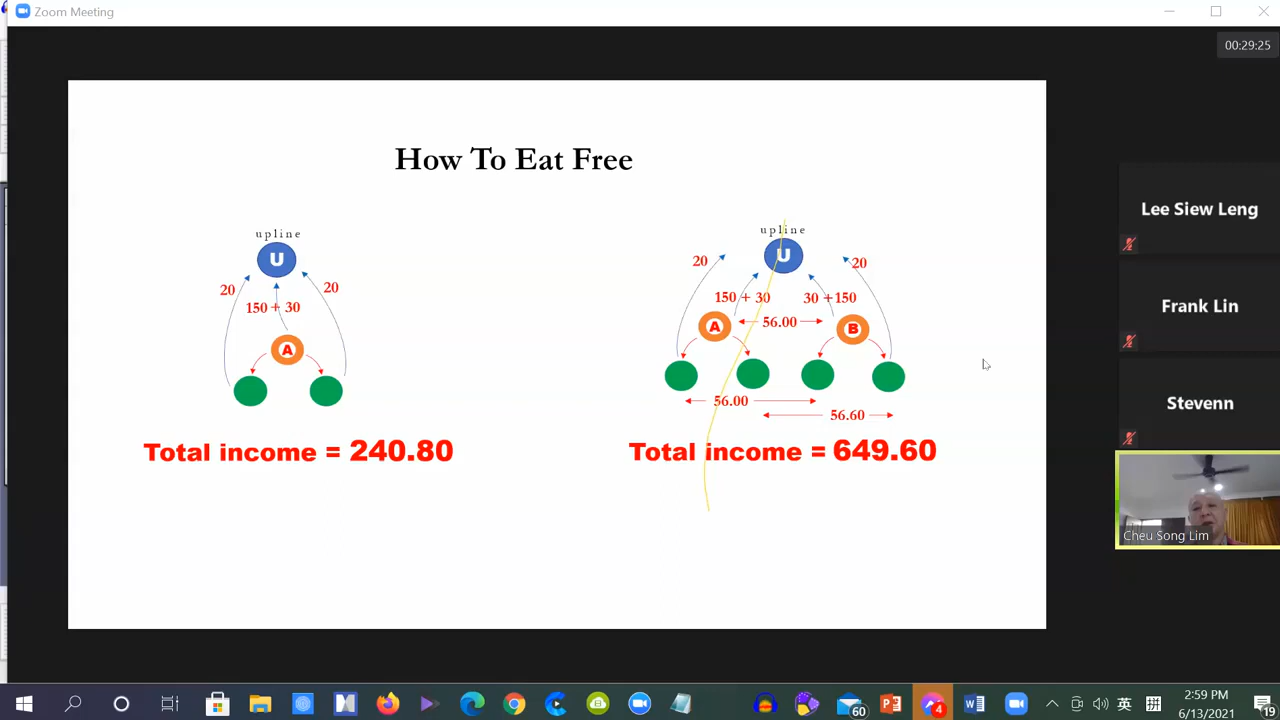 Zoom Meeting
00:29:25
How To Eat Free
upline
U
20
20
150 + 30
A
Total income = 240.80
upline
U
20
20
150 + 30
30 +150
A
56.00
B
56.00
56.60
Total income = 649.60
Lee Siew Leng
Frank Lin
Stevenn
Cheu Song Lim
60
4
英
拼
2:59 PM
6/13/2021
19